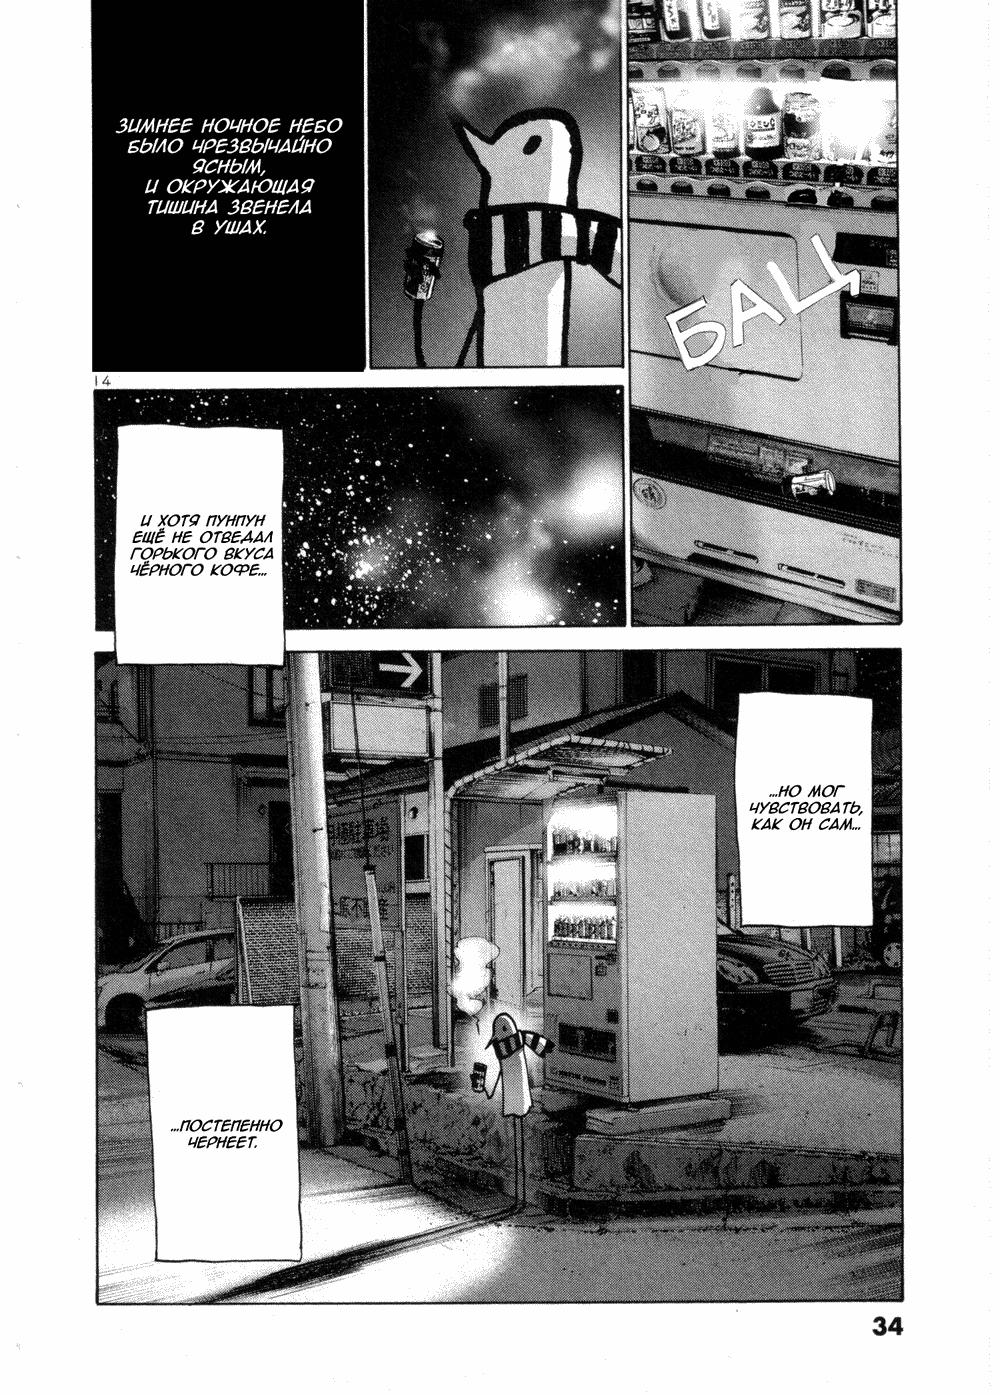 БАЦ
ЗИМНЕЕ НОЧНОЕ НЕБО
БЫЛО ЧРЕЗВЫЧАЙНО
ЯСНЫМ,
И ОКРУЖАЮЩАЯ
ТИШИНА ЗВЕНЕЛА
В УШАХ.
14
И ХОТЯ ПУНПУН
ЕЩЁ НЕ ОТВЕДАЛ
ГОРЬКОГО ВКУСА
ЧЁРНОГО КОФЕ...
...НО МОГ
ЧУВСТВОВАТЬ,
КАК ОН САМ...
...ПОСТЕПЕННО
ЧЕРНЕЕТ.
34